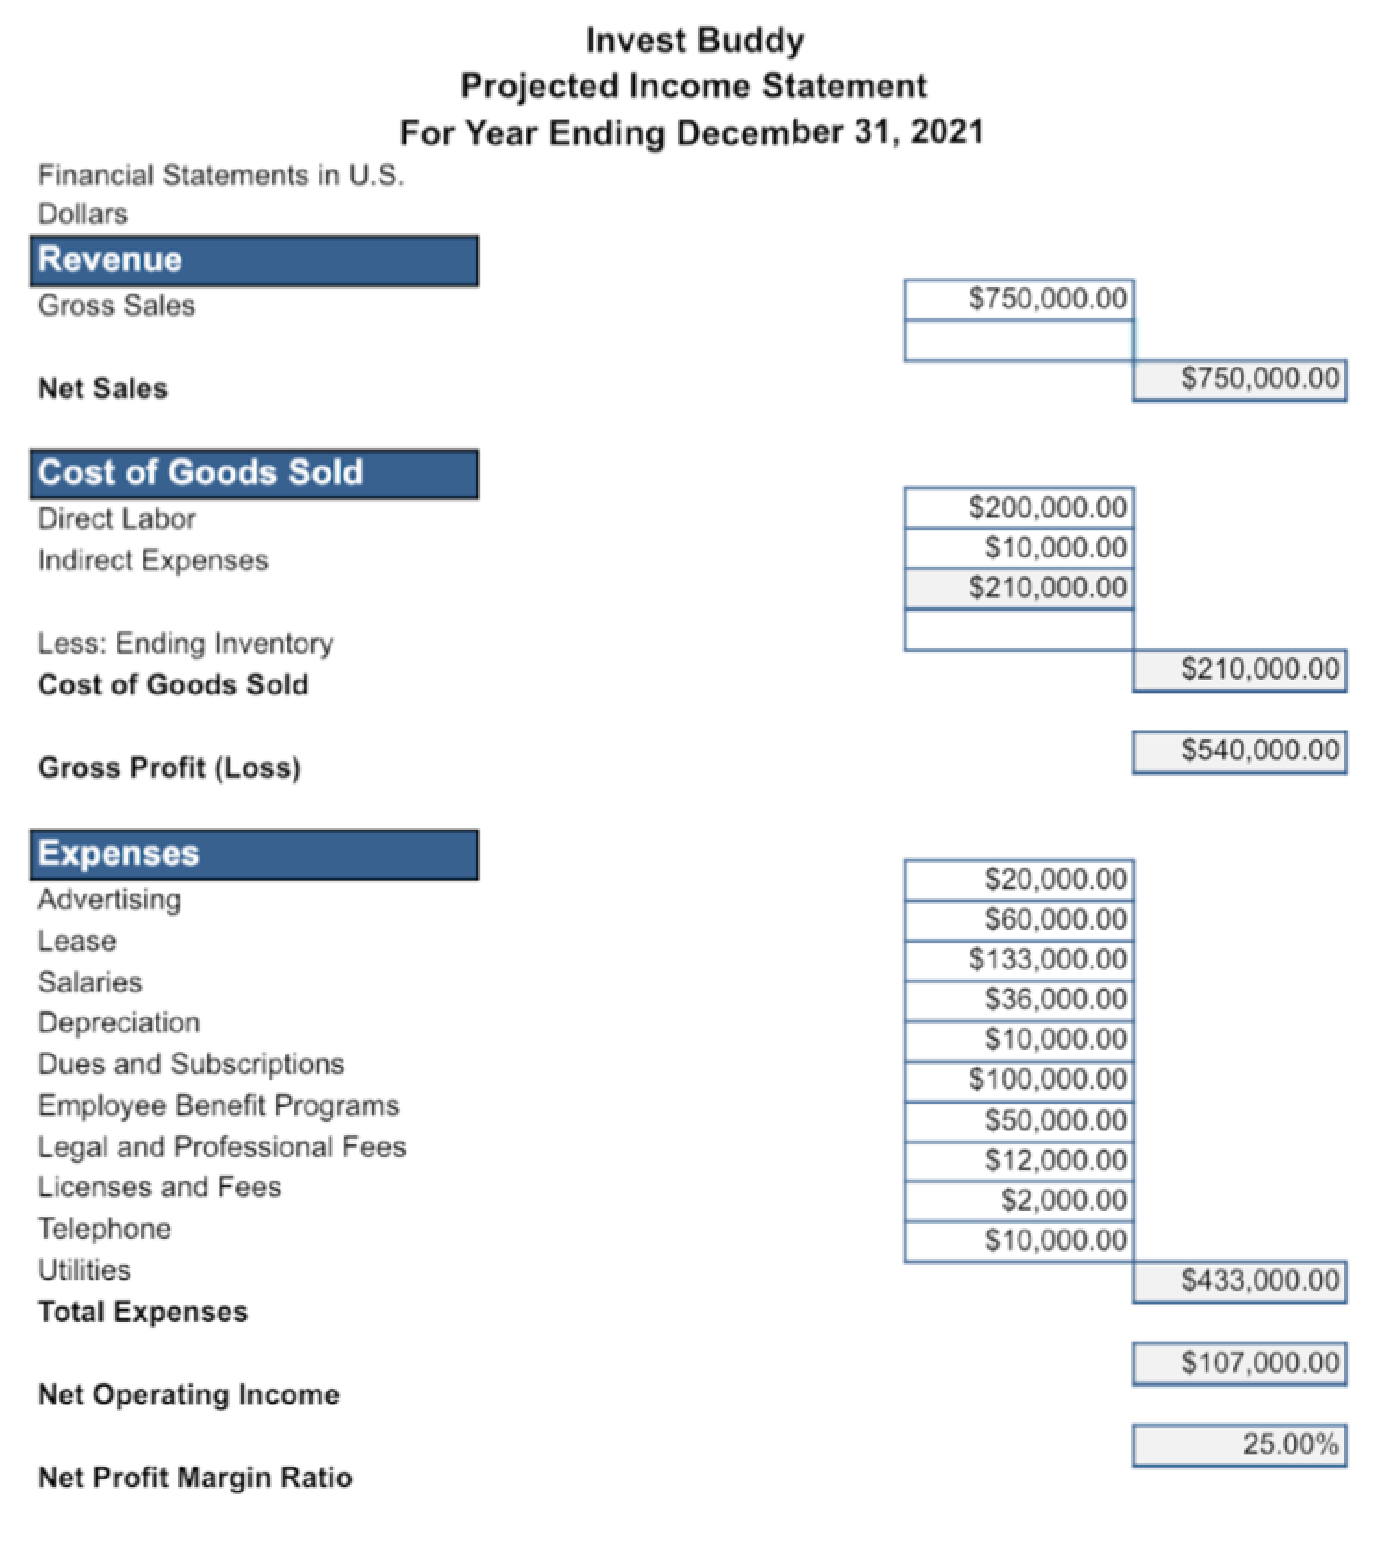 Invest Buddy
Projected Income Statement
For Year Ending December 31, 2021
Financial Statements in U.S.
Dollars
Revenue
Gross Sales $750,000.00
Net Sales $750,000.00
Cost of Goods Sold
Direct Labor $200,000.00
Indirect Expenses $10,000.00
$210,000.00
Less: Ending Inventory
Cost of Goods Sold $210,000.00
Gross Profit (Loss) $540,000.00
Expenses
Advertising $20,000.00
Lease $60,000.00
Salaries $133,000.00
Depreciation $36,000.00
Dues and Subscriptions $10,000.00
Employee Benefit Programs $100,000.00
Legal and Professional Fees $50,000.00
Licenses and Fees $12,000.00
Telephone $2,000.00
Utilities $10,000.00
Total Expenses $433,000.00
Net Operating Income $107,000.00
Net Profit Margin Ratio 25.00%